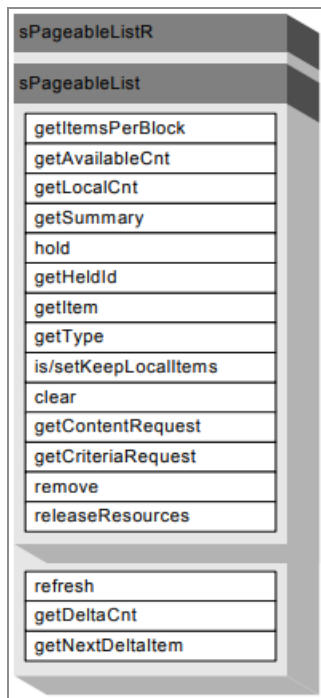 sPageableListR
sPageableList
getItemsPerBlock
getAvailableCnt
getLocalCnt
getSummary
hold
getHeldId
getItem
getType
is/setKeepLocalItems
clear
getContentRequest
getCriteriaRequest
remove
releaseResources
refresh
getDeltaCnt
getNextDeltaItem